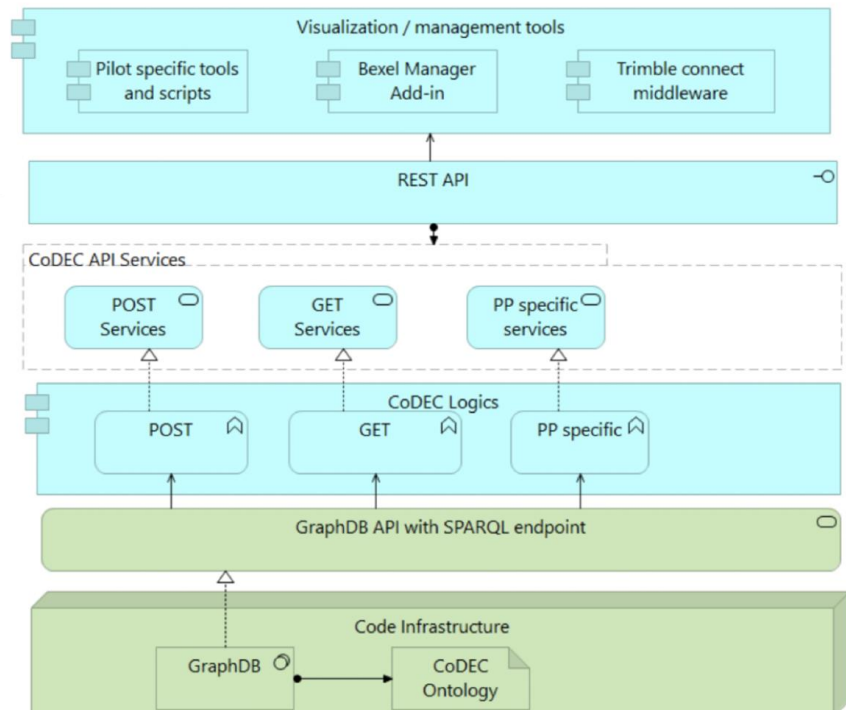 Visualization / management tools
Pilot specific tools
and scripts
Bexel Manager
Add-in
Trimble connect
middleware
REST API
CoDEC API Services
POST
Services
GET
Services
PP specific
services
CoDEC Logics
POST
GET
PP specific
GraphDB API with SPARQL endpoint
Code Infrastructure
GraphDB
CoDEC
Ontology